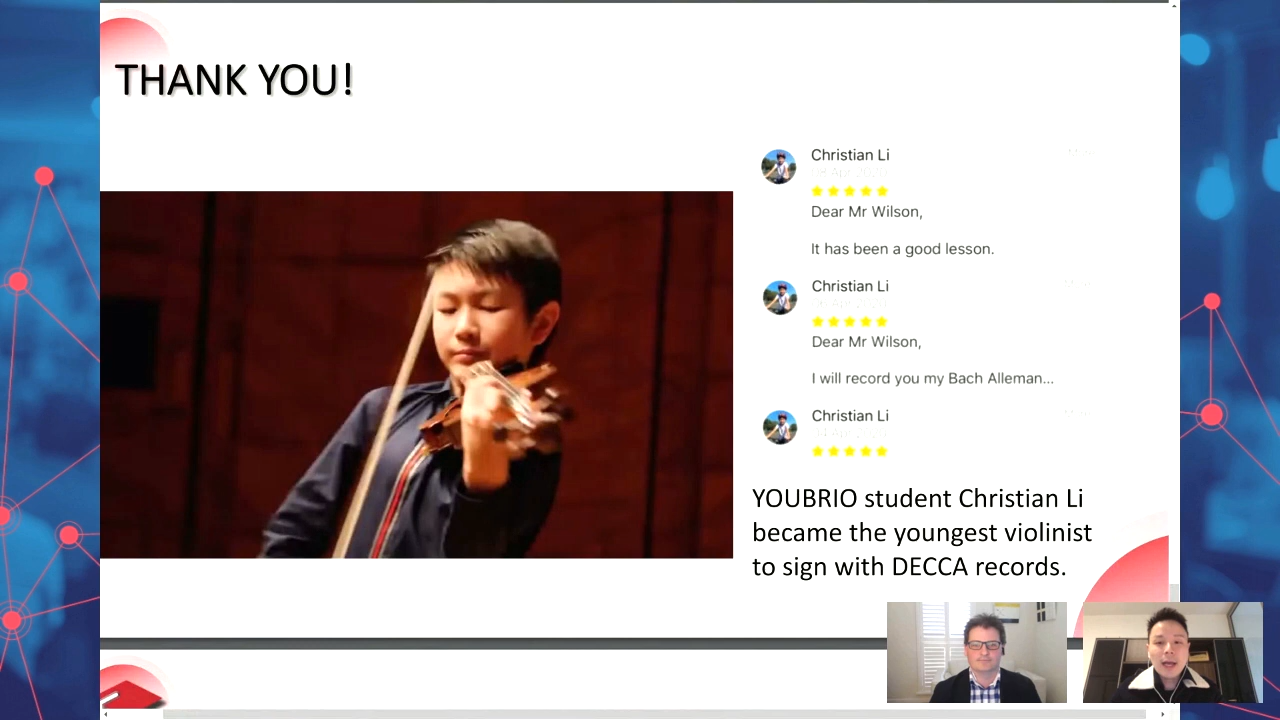 THANK YOU!
Christian Li
Dear Mr Wilson,
It has been a good lesson.
Christian Li
Dear Mr Wilson,
I will record you my Bach Alleman...
Christian Li
YOUBRIO student Christian Li
became the youngest violinist
to sign with DECCA records.